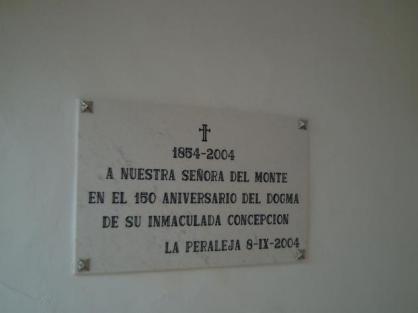 1854-2004
A NUESTRA SEÑORA DEL MONTE
EN EL 150 ANIVERSARIO DEL DOGMA
DE SU INMACULADA CONCEPCION
LA PERALEJA 8-IX-2004